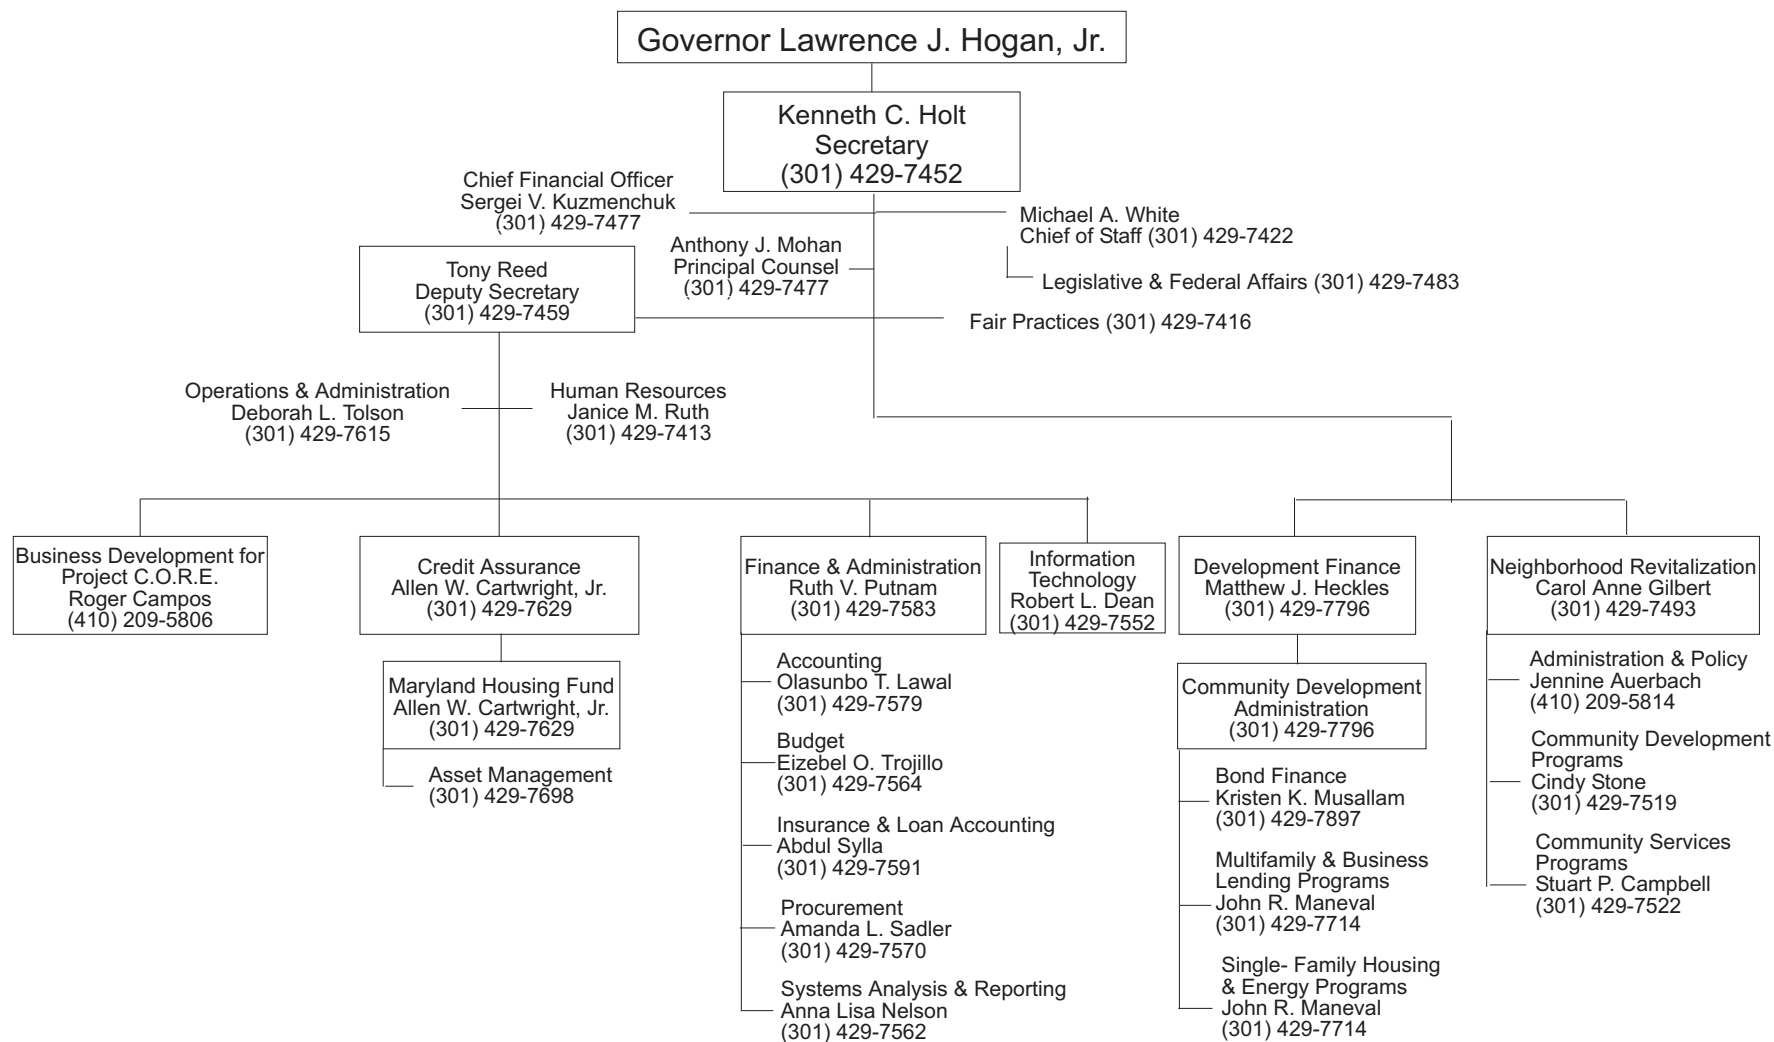 Governor Lawrence J. Hogan, Jr.
Kenneth C. Holt
Secretary
(301) 429-7452
Chief Financial Officer
Sergei V. Kuzmenchuk
(301) 429-7477
Michael A. White
Chief of Staff (301) 429-7422
Anthony J. Mohan
Principal Counsel
(301) 429-7477
Legislative & Federal Affairs (301) 429-7483
Tony Reed
Deputy Secretary
(301) 429-7459
Fair Practices (301) 429-7416
Operations & Administration
Deborah L. Tolson
(301) 429-7615
Human Resources
Janice M. Ruth
(301) 429-7413
Business Development for
Project C.O.R.E.
Roger Campos
(410) 209-5806
Credit Assurance
Allen W. Cartwright, Jr.
(301) 429-7629
Maryland Housing Fund
Allen W. Cartwright, Jr.
(301) 429-7629
Asset Management
(301) 429-7698
Finance & Administration
Ruth V. Putnam
(301) 429-7583
Accounting
Olasunbo T. Lawal
(301) 429-7579
Budget
Eizebel O. Trojillo
(301) 429-7564
Insurance & Loan Accounting
Abdul Sylla
(301) 429-7591
Procurement
Amanda L. Sadler
(301) 429-7570
Systems Analysis & Reporting
Anna Lisa Nelson
(301) 429-7562
Information
Technology
Robert L. Dean
(301) 429-7552
Development Finance
Matthew J. Heckles
(301) 429-7796
Community Development
Administration
(301) 429-7796
Bond Finance
Kristen K. Musallam
(301) 429-7897
Multifamily & Business
Lending Programs
John R. Maneval
(301) 429-7714
Single- Family Housing
& Energy Programs
John R. Maneval
(301) 429-7714
Neighborhood Revitalization
Carol Anne Gilbert
(301) 429-7493
Administration & Policy
Jennine Auerbach
(410) 209-5814
Community Development
Programs
Cindy Stone
(301) 429-7519
Community Services
Programs
Stuart P. Campbell
(301) 429-7522